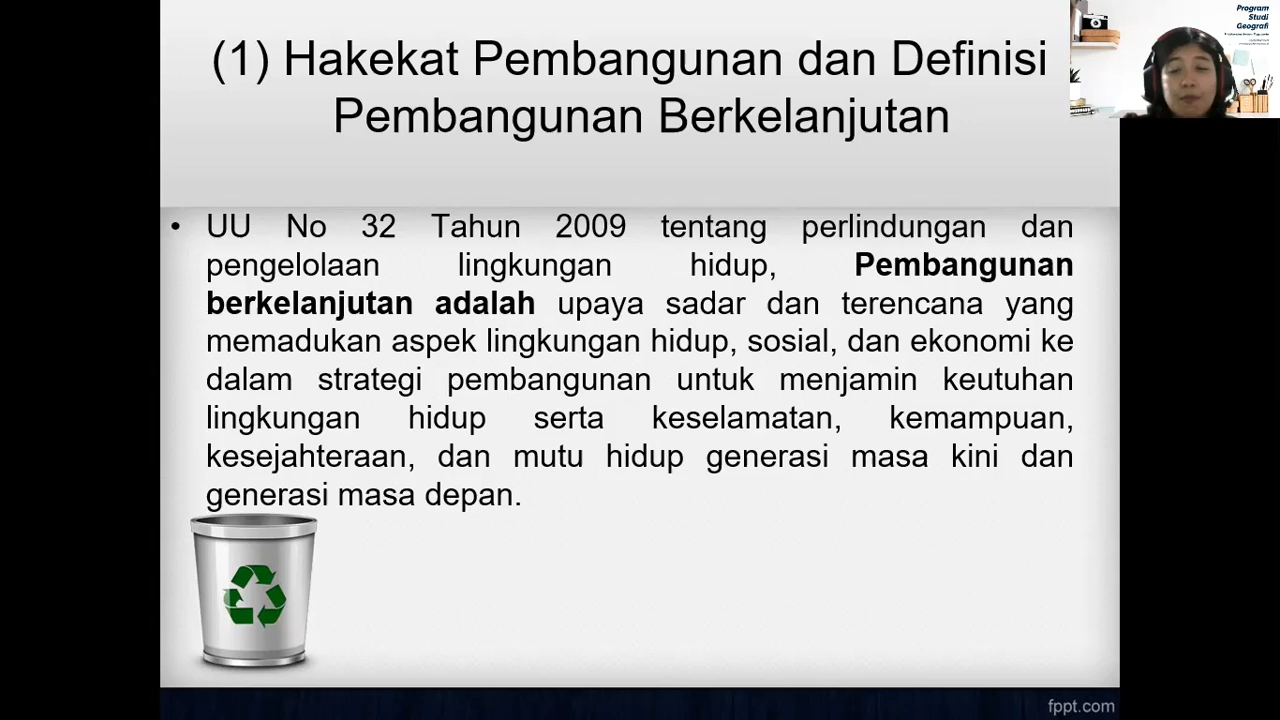 (1) Hakekat Pembangunan dan Definisi
Pembangunan Berkelanjutan
• UU No 32 Tahun 2009 tentang perlindungan dan
pengelolaan lingkungan hidup, Pembangunan
berkelanjutan adalah upaya sadar dan terencana yang
memadukan aspek lingkungan hidup, sosial, dan ekonomi ke
dalam strategi pembangunan untuk menjamin keutuhan
lingkungan hidup serta keselamatan, kemampuan,
kesejahteraan, dan mutu hidup generasi masa kini dan
generasi masa depan.
fppt.com
Program
Studi
Geografi